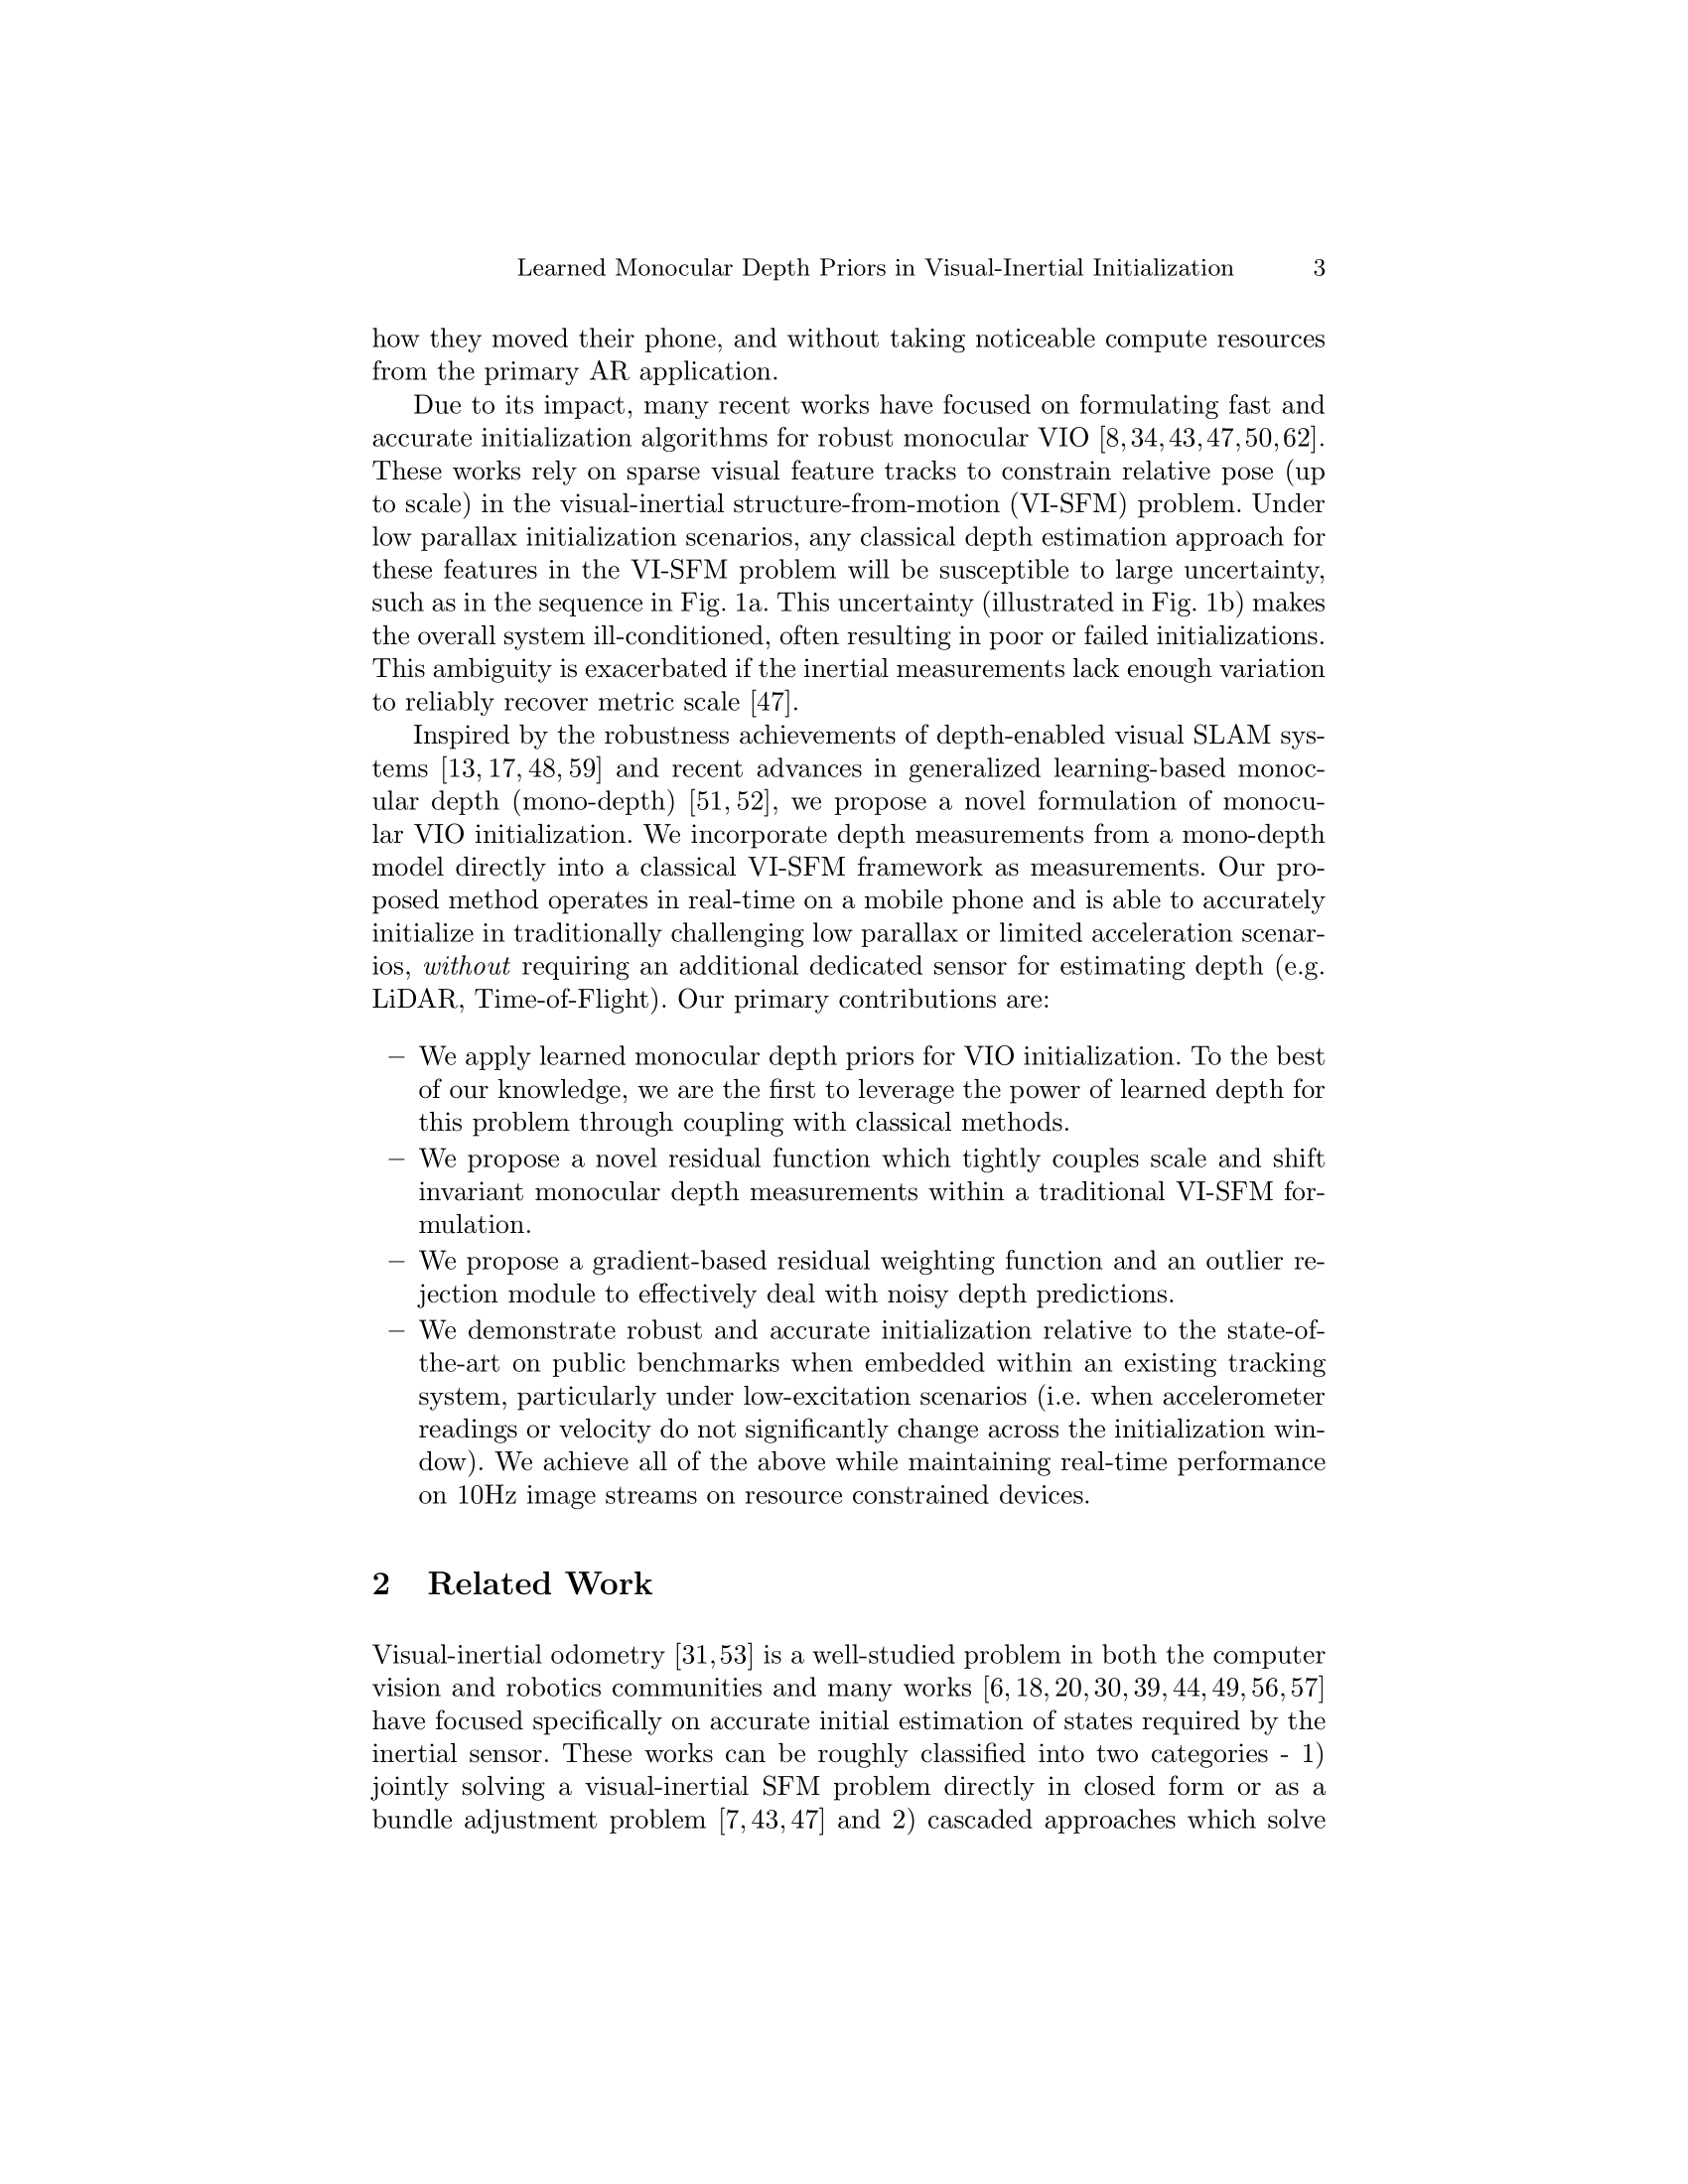 Learned Monocular Depth Priors in Visual-Inertial Initialization 3
how they moved their phone, and without taking noticeable compute resources
from the primary AR application.
Due to its impact, many recent works have focused on formulating fast and
accurate initialization algorithms for robust monocular VIO [8, 34, 43, 47, 50, 62].
These works rely on sparse visual feature tracks to constrain relative pose (up
to scale) in the visual-inertial structure-from-motion (VI-SFM) problem. Under
low parallax initialization scenarios, any classical depth estimation approach for
these features in the VI-SFM problem will be susceptible to large uncertainty,
such as in the sequence in Fig. 1a. This uncertainty (illustrated in Fig. 1b) makes
the overall system ill-conditioned, often resulting in poor or failed initializations.
This ambiguity is exacerbated if the inertial measurements lack enough variation
to reliably recover metric scale [47].
Inspired by the robustness achievements of depth-enabled visual SLAM sys-
tems [13, 17, 48, 59] and recent advances in generalized learning-based monoc-
ular depth (mono-depth) [51, 52], we propose a novel formulation of monocu-
lar VIO initialization. We incorporate depth measurements from a mono-depth
model directly into a classical VI-SFM framework as measurements. Our pro-
posed method operates in real-time on a mobile phone and is able to accurately
initialize in traditionally challenging low parallax or limited acceleration scenar-
ios, without requiring an additional dedicated sensor for estimating depth (e.g.
LiDAR, Time-of-Flight). Our primary contributions are:
– We apply learned monocular depth priors for VIO initialization. To the best
of our knowledge, we are the first to leverage the power of learned depth for
this problem through coupling with classical methods.
– We propose a novel residual function which tightly couples scale and shift
invariant monocular depth measurements within a traditional VI-SFM for-
mulation.
– We propose a gradient-based residual weighting function and an outlier re-
jection module to effectively deal with noisy depth predictions.
– We demonstrate robust and accurate initialization relative to the state-of-
the-art on public benchmarks when embedded within an existing tracking
system, particularly under low-excitation scenarios (i.e. when accelerometer
readings or velocity do not significantly change across the initialization win-
dow). We achieve all of the above while maintaining real-time performance
on 10Hz image streams on resource constrained devices.
2 Related Work
Visual-inertial odometry [31, 53] is a well-studied problem in both the computer
vision and robotics communities and many works [6, 18, 20, 30, 39, 44, 49, 56, 57]
have focused specifically on accurate initial estimation of states required by the
inertial sensor. These works can be roughly classified into two categories - 1)
jointly solving a visual-inertial SFM problem directly in closed form or as a
bundle adjustment problem [7, 43, 47] and 2) cascaded approaches which solve